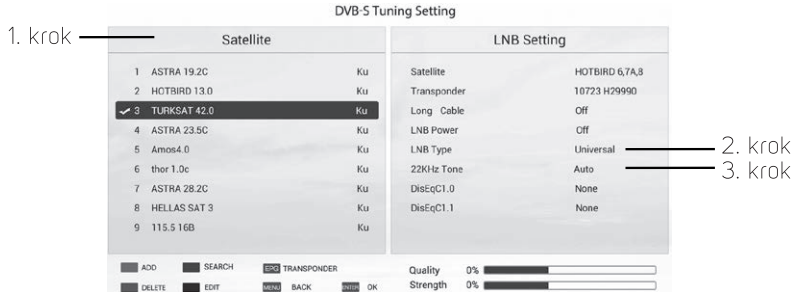 DVB-S Tuning Setting
1. krok
Satellite
1 ASTRA 19.2C Ku
2 HOTBIRD 13.0 Ku
3 TURKSAT 42.0 Ku
4 ASTRA 23.5C Ku
5 Amos4.0 Ku
6 thor 1.0c Ku
7 ASTRA 28.2C Ku
8 HELLAS SAT 3 Ku
9 115.5 16B Ku
LNB Setting
Satellite HOTBIRD 6,7A,8
Transponder 10723 H29990
Long Cable Off
LNB Power Off
LNB Type Universal
2. krok
22KHz Tone Auto
3. krok
DisEqC1.0 None
DisEqC1.1 None
ADD SEARCH EPG TRANSPONDER
DELETE EDIT MENU BACK ENTER OK
Quality 0%
Strength 0%